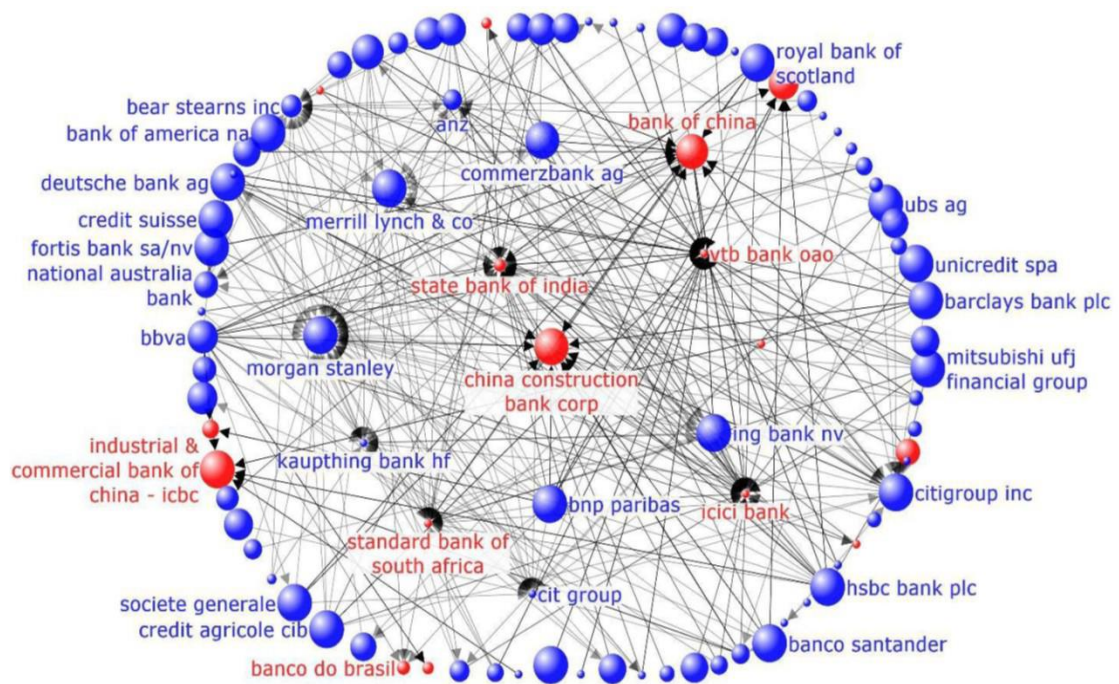 royal bank of
scotland
bear stearns inc
bank of america na
anz
bank of china
commerzbank ag
deutsche bank ag
merrill lynch & co
credit suisse
ubs ag
fortis bank sa/nv
vtb bank oao
national australia
bank
state bank of india
unicredit spa
barclays bank plc
bbva
morgan stanley
china construction
bank corp
mitsubishi ufj
financial group
industrial &
commercial bank of
china - icbc
kaupthing bank hf
ing bank nv
citigroup inc
bnp paribas
icici bank
standard bank of
south africa
cit group
hsbc bank plc
societe generale
credit agricole cib
banco santander
banco do brasil